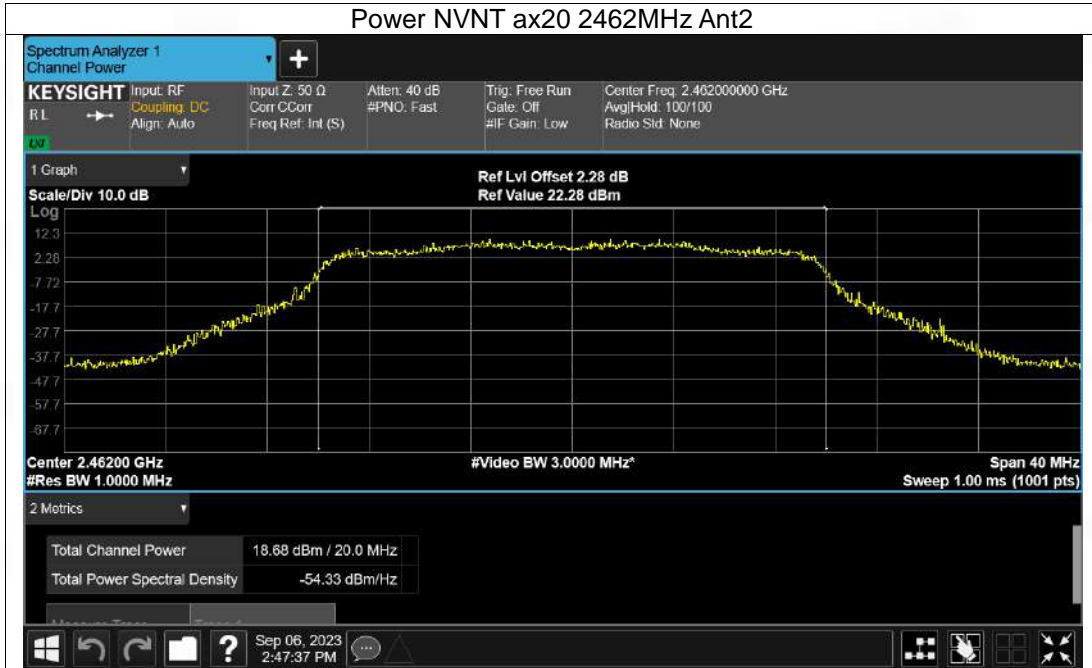 Power NVNT ax20 2462MHz Ant2
Spectrum Analyzer 1
Channel Power
+
KEYSIGHT
RL
LXI
Input: RF
Coupling: DC
Align: Auto
Input Z: 50 Ω
Corr CCorr
Freq Ref: Int (S)
Atten: 40 dB
#PNO: Fast
Trig: Free Run
Gate: Off
#IF Gain: Low
Center Freq: 2.462000000 GHz
Avg|Hold: 100/100
Radio Std: None
1 Graph
Scale/Div 10.0 dB
Ref Lvl Offset 2.28 dB
Ref Value 22.28 dBm
Log
12.3
2.28
-7.72
-17.7
-27.7
-37.7
-47.7
-57.7
-67.7
Center 2.46200 GHz
#Res BW 1.0000 MHz
#Video BW 3.0000 MHz*
Span 40 MHz
Sweep 1.00 ms (1001 pts)
2 Metrics
Total Channel Power 18.68 dBm / 20.0 MHz
Total Power Spectral Density -54.33 dBm/Hz
?
Sep 06, 2023
2:47:37 PM